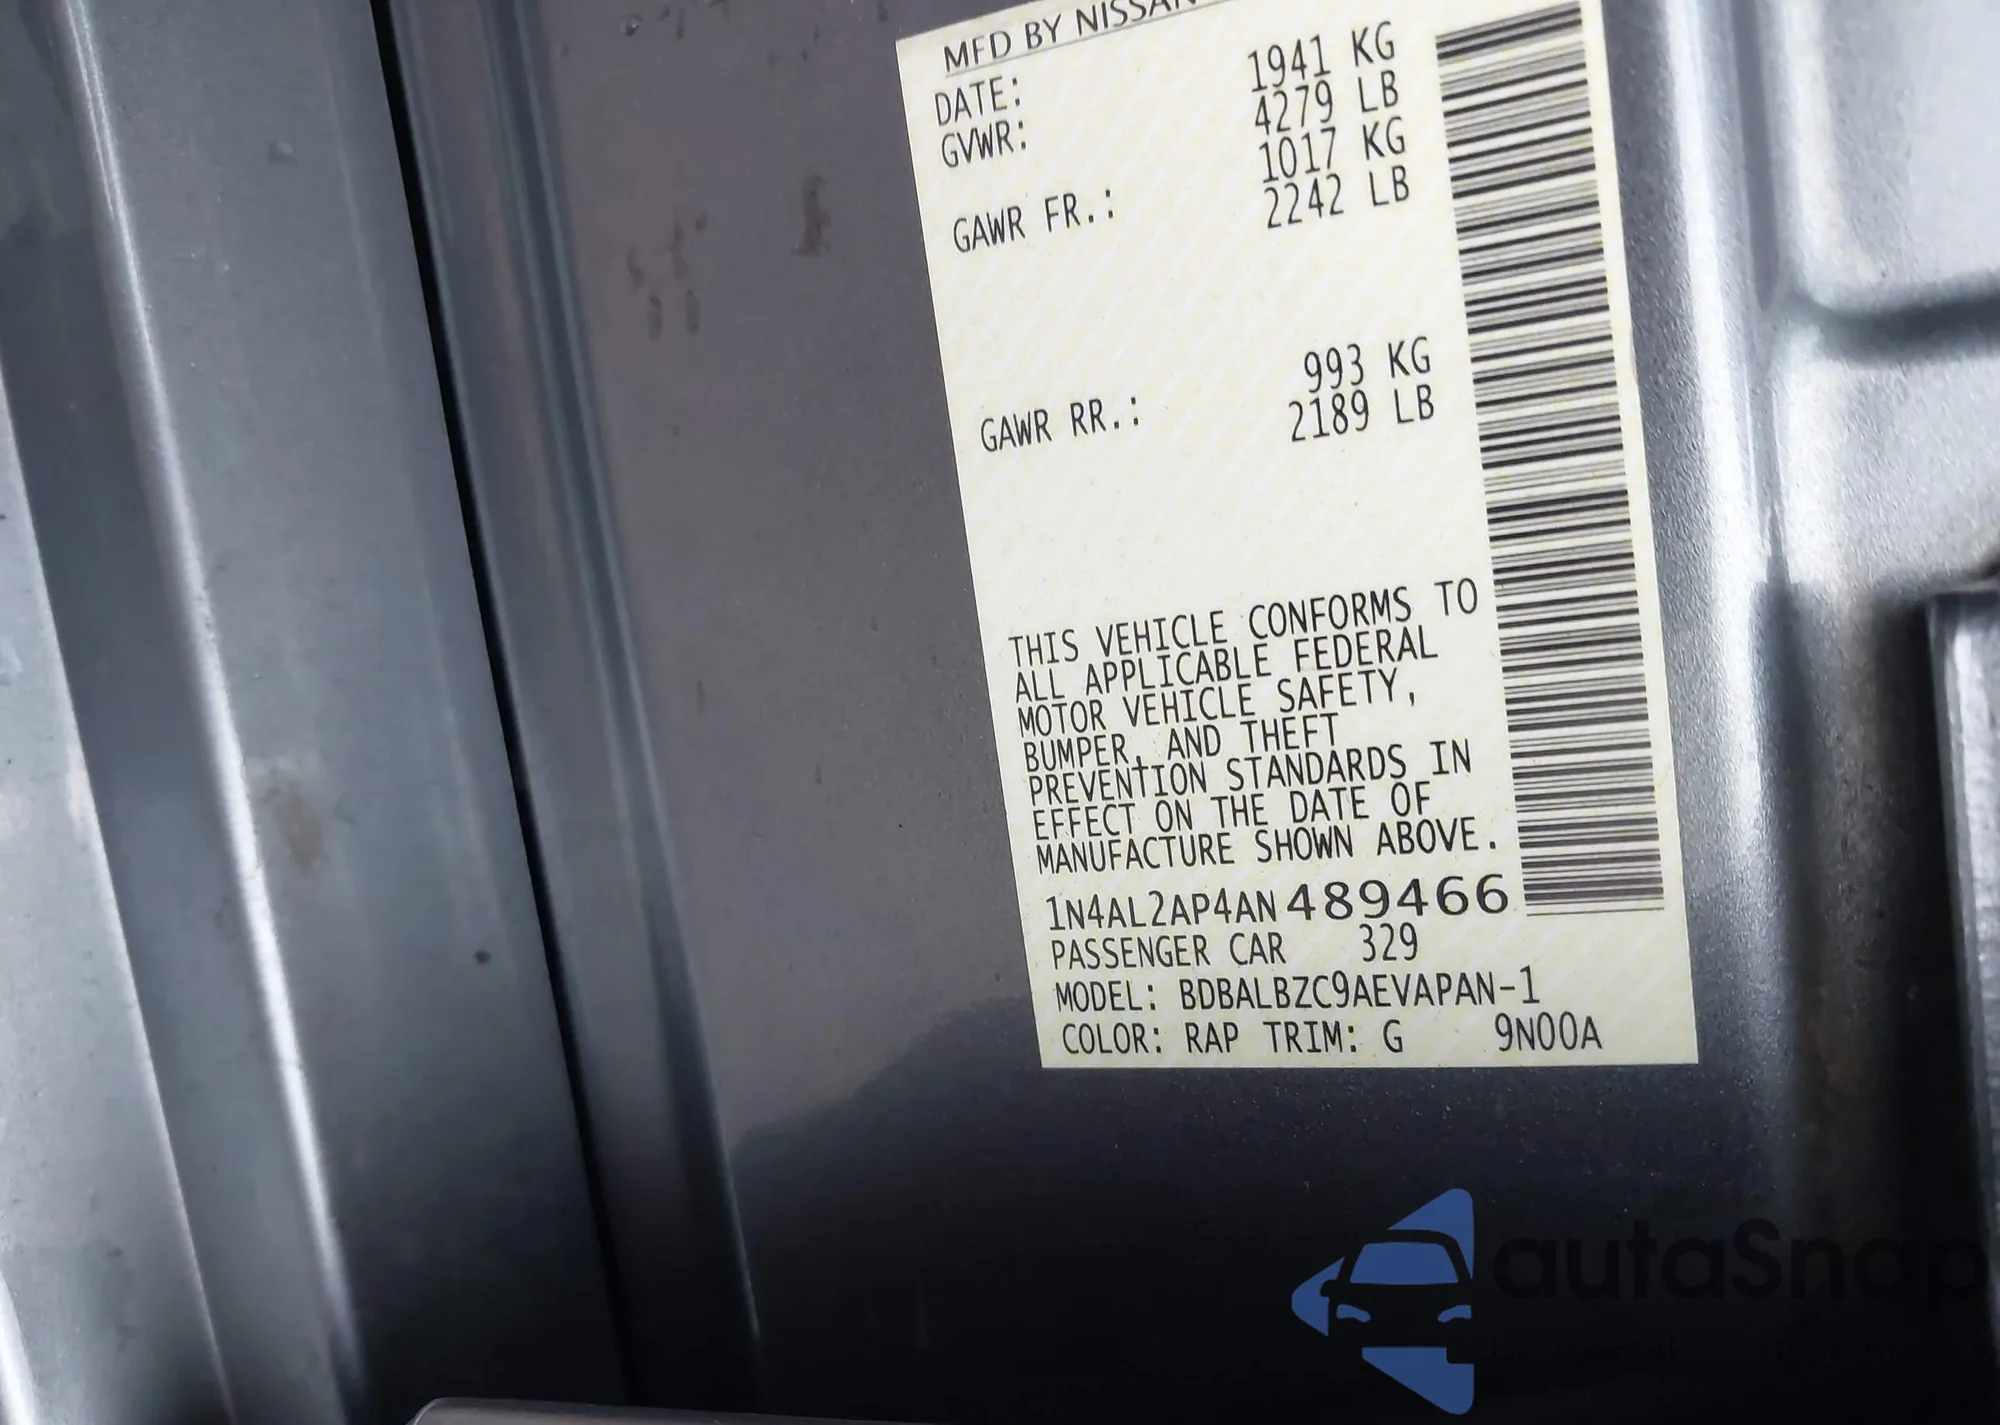 MFD BY NISSAN
DATE:
1941 KG
GVWR: 4279 LB
1017 KG
GAWR FR.: 2242 LB
993 KG
GAWR RR.: 2189 LB
THIS VEHICLE CONFORMS TO
ALL APPLICABLE FEDERAL
MOTOR VEHICLE SAFETY,
BUMPER, AND THEFT
PREVENTION STANDARDS IN
EFFECT ON THE DATE OF
MANUFACTURE SHOWN ABOVE.
1N4AL2AP4AN489466
PASSENGER CAR 329
MODEL: BDBALBZC9AEVAPAN-1
COLOR: RAP TRIM: G 9N00A
autaSnap